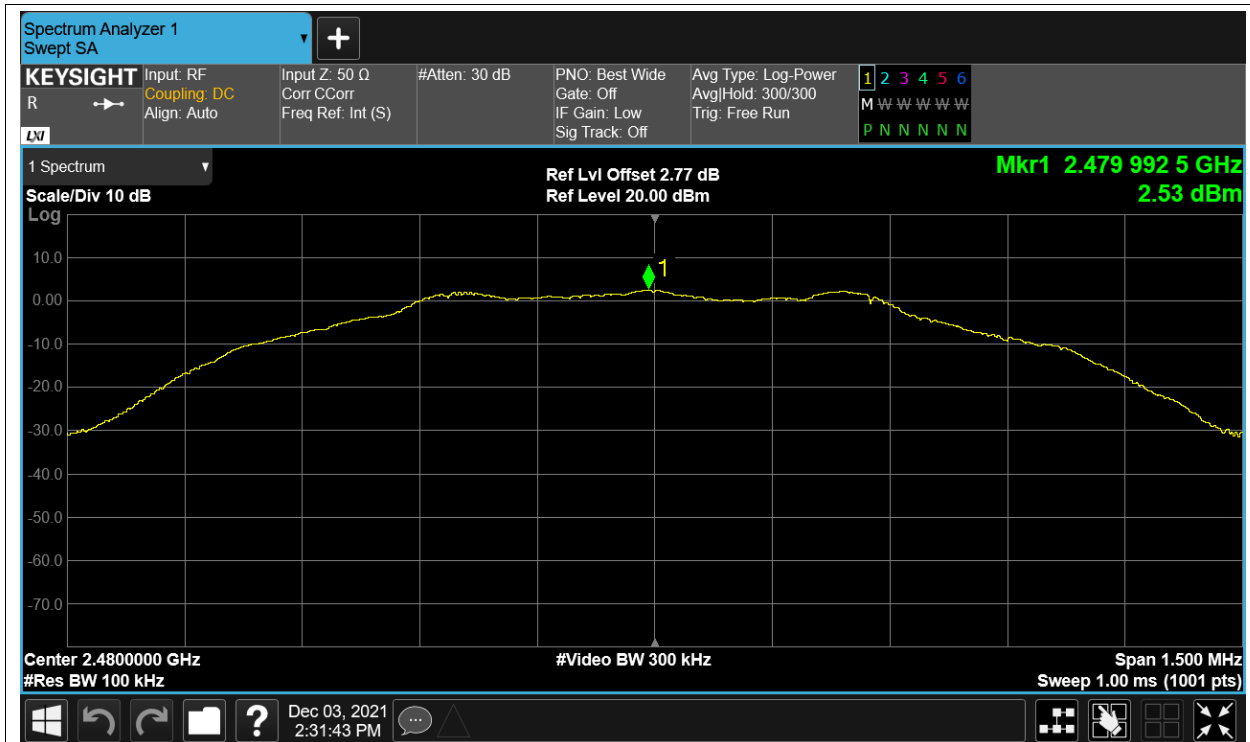 Spectrum Analyzer 1
Swept SA
KEYSIGHT
R
LXI
Input: RF
Coupling: DC
Align: Auto
Input Z: 50 Ω
Corr CCorr
Freq Ref: Int (S)
#Atten: 30 dB
PNO: Best Wide
Gate: Off
IF Gain: Low
Sig Track: Off
Avg Type: Log-Power
Avg|Hold: 300/300
Trig: Free Run
1 2 3 4 5 6
M W W W W W
P N N N N N
1 Spectrum
Scale/Div 10 dB
Log
Ref Lvl Offset 2.77 dB
Ref Level 20.00 dBm
Mkr1 2.479 992 5 GHz
2.53 dBm
1
10.0
0.00
-10.0
-20.0
-30.0
-40.0
-50.0
-60.0
-70.0
Center 2.4800000 GHz
#Video BW 300 kHz
Span 1.500 MHz
#Res BW 100 kHz
Sweep 1.00 ms (1001 pts)
?
Dec 03, 2021
2:31:43 PM